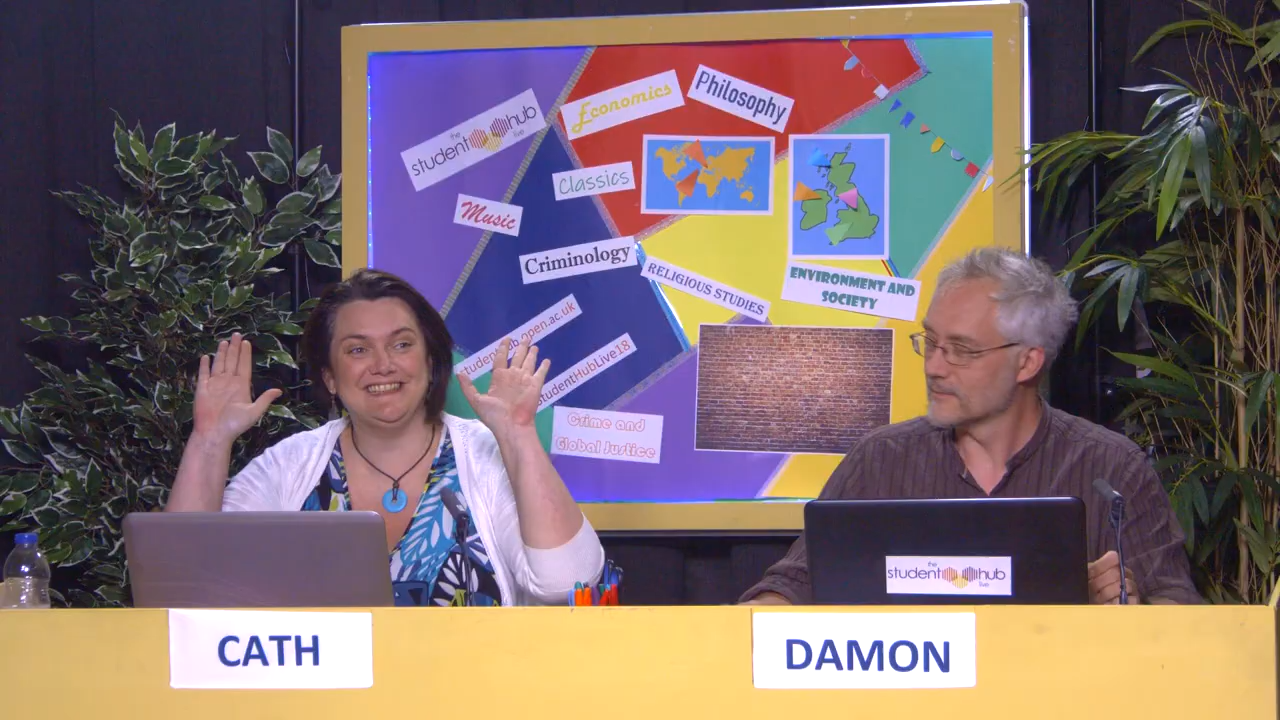 the
student hub
live
Economics
Philosophy
Classics
Music
Criminology
RELIGIOUS STUDIES
ENVIRONMENT AND
SOCIETY
open.ac.uk
StudentHubLive18
Crime and
Global Justice
the
student hub
live
CATH
DAMON